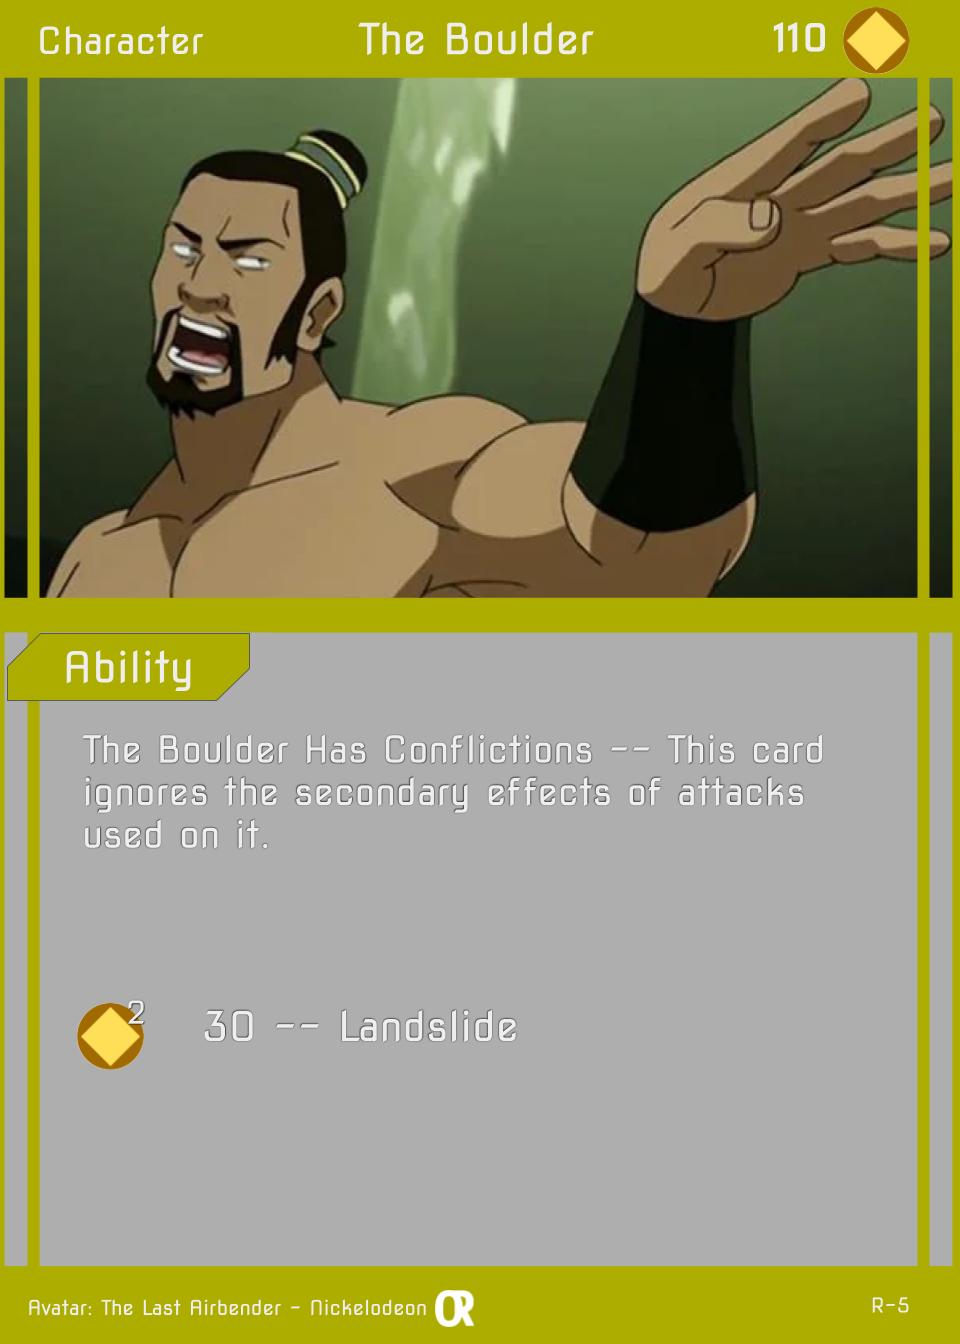 Character The Boulder 110
Ability
The Boulder Has Conflictions -- This card
ignores the secondary effects of attacks
used on it.
2
30 -- Landslide
Avatar: The Last Airbender - Nickelodeon OR R-5